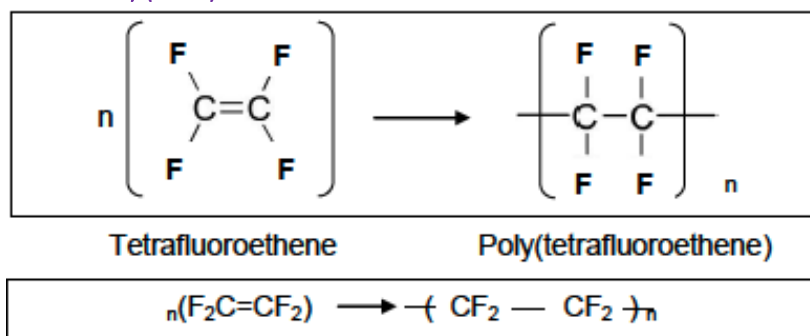 F F F F
n C=C C–C
F F F F n
Tetrafluoroethene Poly(tetrafluoroethene)
n(F₂C=CF₂) ⟶ –( CF₂ — CF₂ )–n